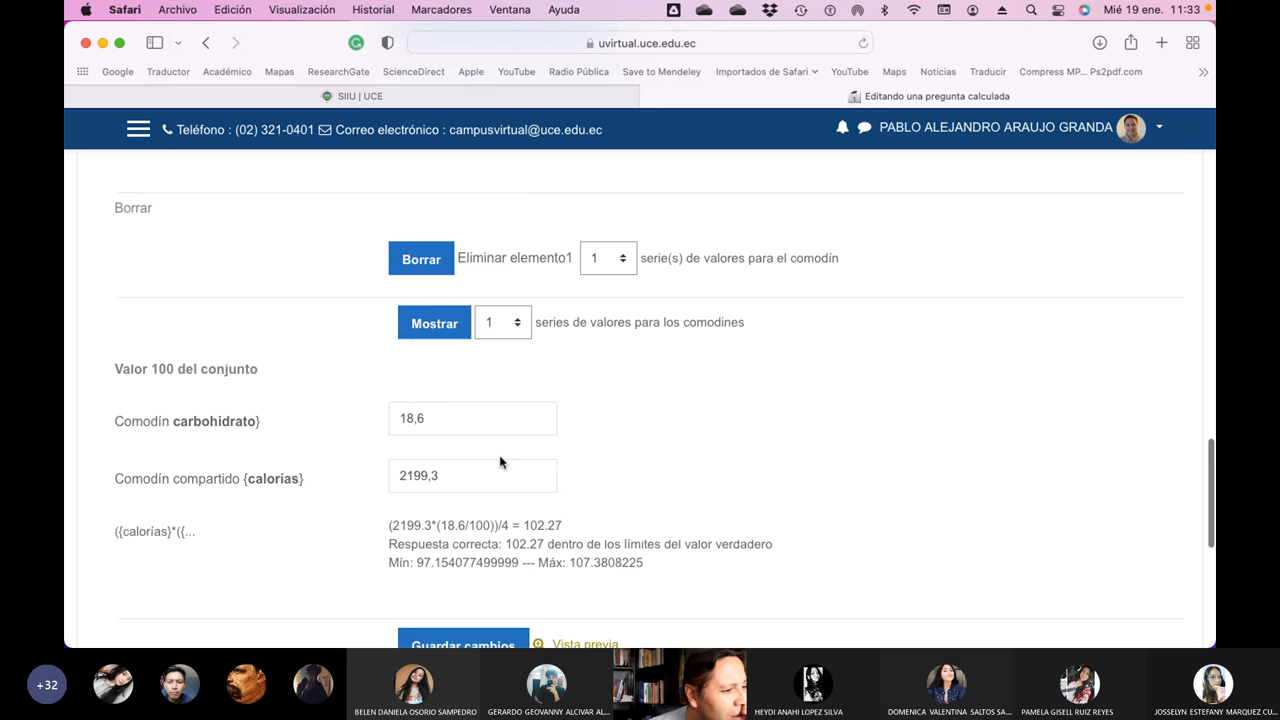 Safari Archivo Edición Visualización Historial Marcadores Ventana Ayuda Mié 19 ene. 11:33
uvirtual.uce.edu.ec
Google Traductor Académico Mapas ResearchGate ScienceDirect Apple YouTube Radio Pública Save to Mendeley Importados de Safari YouTube Maps Noticias Traducir Compress MP... Ps2pdf.com
SIIU | UCE Editando una pregunta calculada
Teléfono : (02) 321-0401 Correo electrónico : campusvirtual@uce.edu.ec PABLO ALEJANDRO ARAUJO GRANDA
Borrar
Borrar Eliminar elemento1 1 serie(s) de valores para el comodín
Mostrar 1 series de valores para los comodines
Valor 100 del conjunto
Comodín carbohidrato} 18,6
Comodín compartido {calorías} 2199,3
({calorías}*({... (2199.3*(18.6/100))/4 = 102.27
Respuesta correcta: 102.27 dentro de los límites del valor verdadero
Mín: 97.154077499999 --- Máx: 107.3808225
Guardar cambios Vista previa
+32 BELEN DANIELA OSORIO SAMPEDRO GERARDO GEOVANNY ALCIVAR AL... HEYDI ANAHI LOPEZ SILVA DOMENICA VALENTINA SALTOS SA... PAMELA GISELL RUIZ REYES JOSSELYN ESTEFANY MARQUEZ CU...